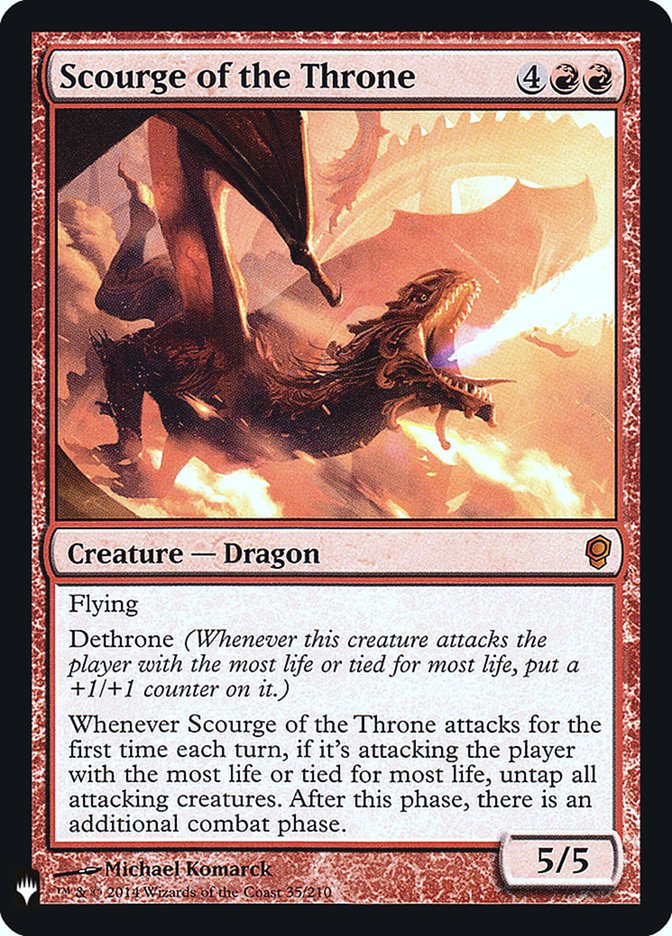 Scourge of the Throne 4
Creature — Dragon
Flying
Dethrone (Whenever this creature attacks the
player with the most life or tied for most life, put a
+1/+1 counter on it.)
Whenever Scourge of the Throne attacks for the
first time each turn, if it's attacking the player
with the most life or tied for most life, untap all
attacking creatures. After this phase, there is an
additional combat phase.
5/5
Michael Komarck
™ & © 2014 Wizards of the Coast 35/210